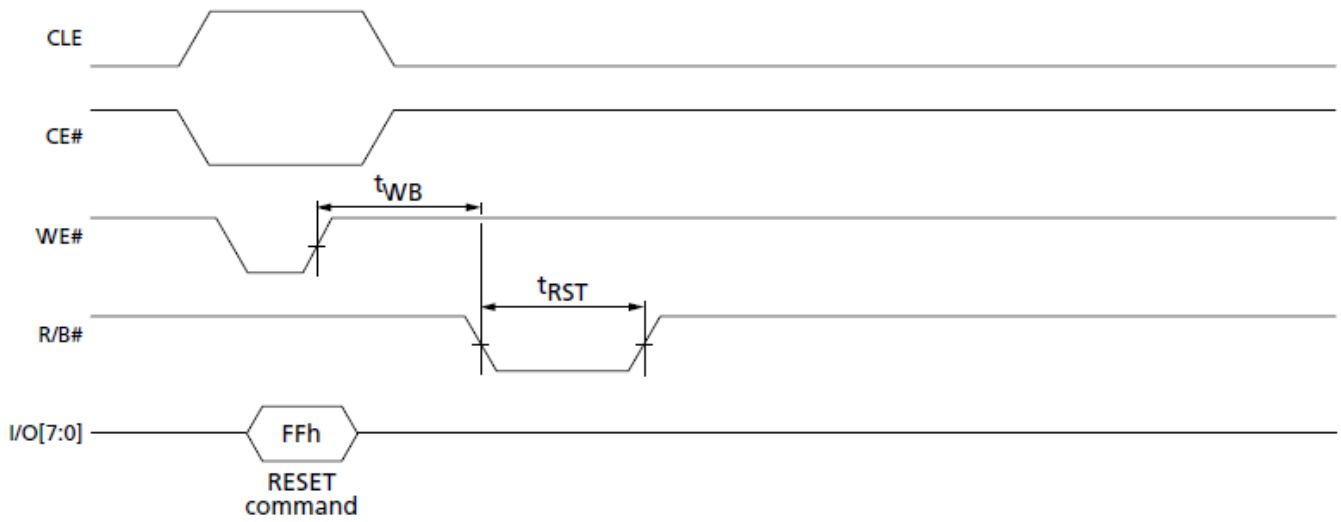 CLE
CE#
tWB
WE#
tRST
R/B#
I/O[7:0]
FFh
RESET
command